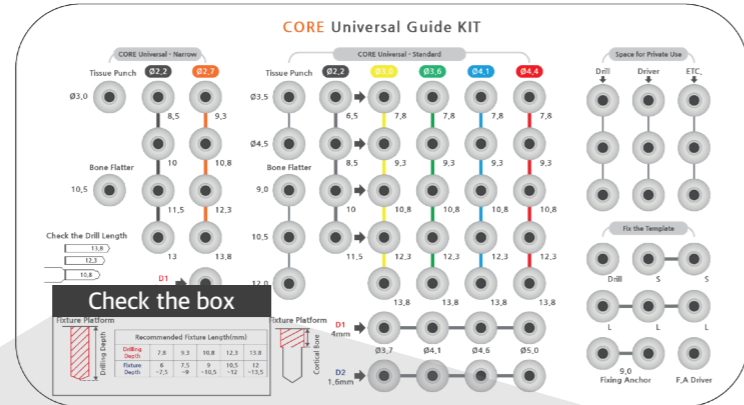 CORE Universal Guide KIT
CORE Universal - Narrow
CORE Universal - Standard
Space for Private Use
Tissue Punch Ø2,2 Ø2,7
Tissue Punch Ø2,2 Ø3,0 Ø3,6 Ø4,1 Ø4,4
Drill Driver ETC.
Ø3,0
8,5 9,3
10 10,8
Bone Flatter
10,5
11,5 12,3
13 13,8
Ø3,5
6,5 7,8 7,8 7,8 7,8
Ø4,5
8,5 9,3 9,3 9,3 9,3
Bone Flatter
9,0
10 10,8 10,8 10,8 10,8
10,5
11,5 12,3 12,3 12,3 12,3
12,0
13,8 13,8 13,8 13,8
Check the Drill Length
13,8
12,3
10,8
D1
Check the box
Fixture Platform
Drilling Depth
Recommended Fixture Length(mm)
Drilling Depth 7,8 9,3 10,8 12,3 13,8
Fixture Depth 6 ~7,5 7,5 ~9 9 ~10,5 10,5 ~12 12 ~13,5
Fixture Platform
Cortical Bone
D1
4mm
Ø3,7 Ø4,1 Ø4,6 Ø5,0
D2
1,6mm
Fix the Template
Drill S S
L L L
9,0
Fixing Anchor F,A Driver